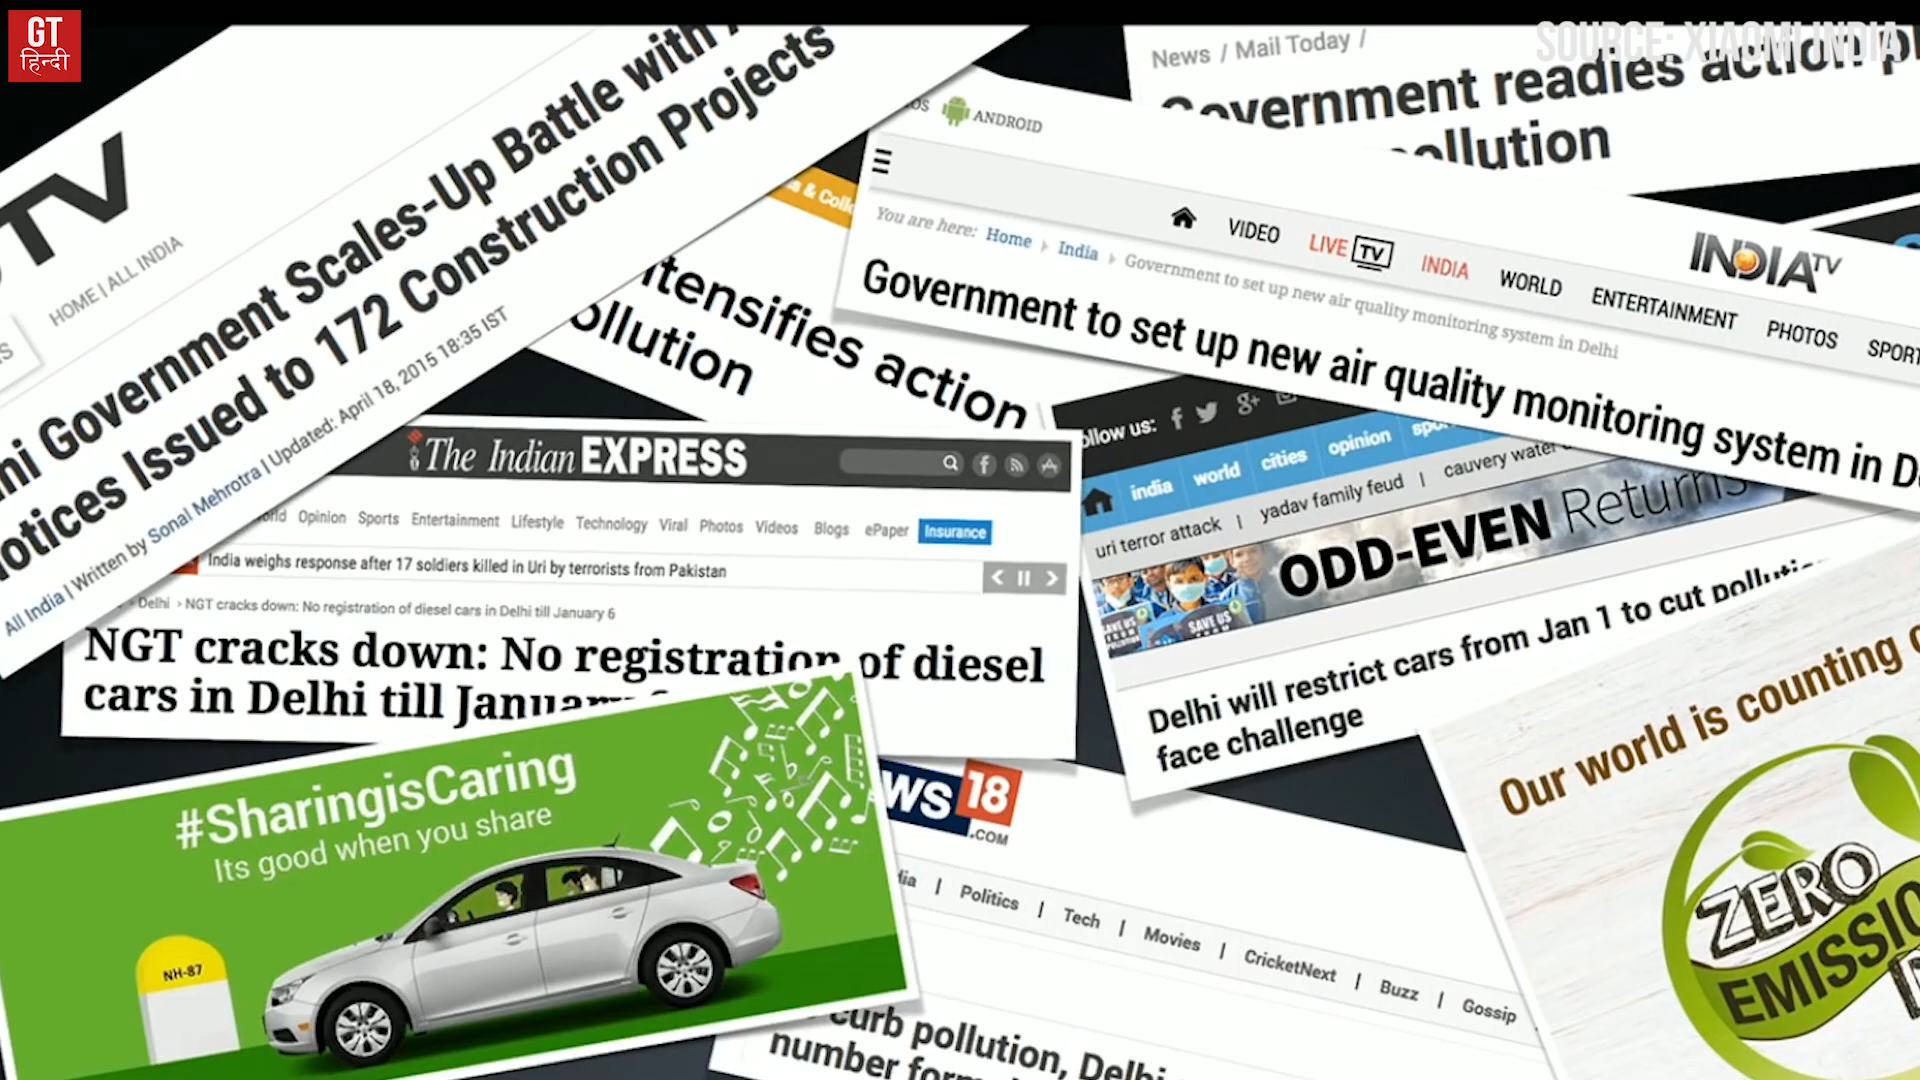 GT
हिन्दी
SOURCE: XIAOMI INDIA
TV
HOME | ALL INDIA
Government Scales-Up Battle with
Issued to 172 Construction Projects
All India | Written by Sonal Mehrotra | Updated: April 18, 2015 18:35 IST
action
News / Mail Today /
Government readies action
ANDROID
VIDEO LIVE TV INDIA WORLD ENTERTAINMENT PHOTOS
INDIA TV
You are here: Home India Government to set up new air quality monitoring system in Delhi
Government to set up new air quality monitoring system in
The Indian EXPRESS
Opinion Sports Entertainment Lifestyle Technology Viral Photos Videos Blogs ePaper Insurance
India weighs response after 17 soldiers killed in Uri by terrorists from Pakistan
Delhi > NGT cracks down: No registration of diesel cars in Delhi till January 6
NGT cracks down: No registration of diesel
cars in Delhi till January
us:
india world cities opinion
uri terror attack | yadav family feud | cauvery water
ODD-EVEN Returns
SAVE US
Delhi will restrict cars from Jan 1 to cut
face challenge
#SharingisCaring
Its good when you share
NH-87
18
.COM
| Politics | Tech | Movies | CricketNext | Buzz | Gossip
curb pollution, Delhi
number
Our world is counting
ZERO